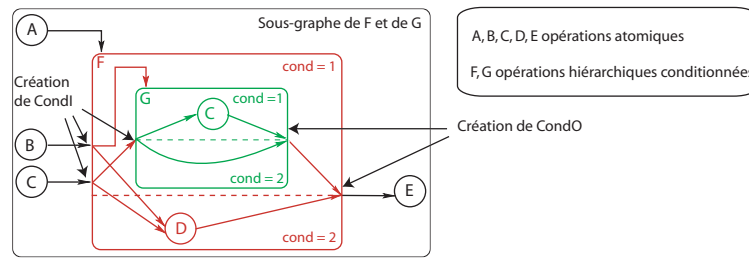 Sous-graphe de F et de G
A
F
cond = 1
A, B, C, D, E opérations atomiques
F, G opérations hiérarchiques conditionnées
Création
de CondI
G
cond =1
C
Création de CondO
B
C
cond = 2
E
D
cond = 2